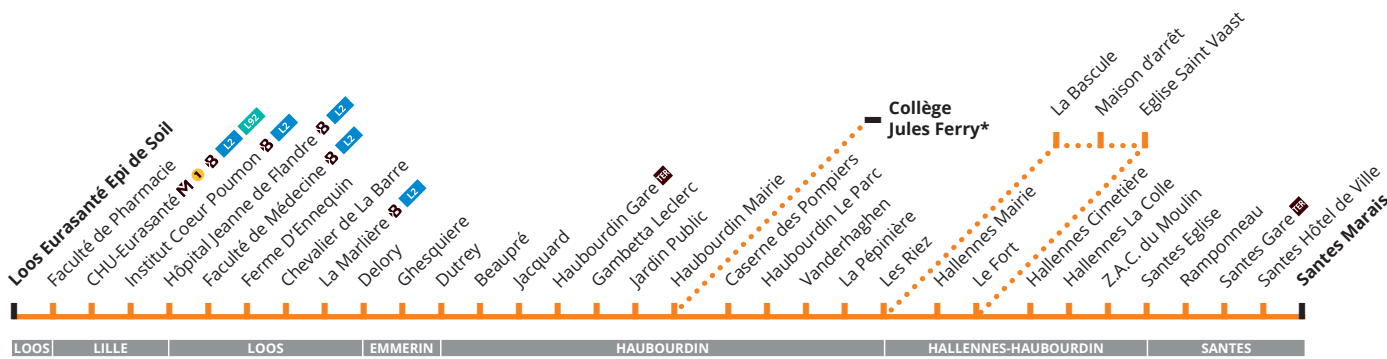 Loos Eurasanté Epi de Soil
Faculté de Pharmacie
CHU-Eurasanté M 1 L2 L92
Institut Coeur Poumon L2
Hôpital Jeanne de Flandre L2
Faculté de Médecine L2
Ferme D'Ennequin
Chevalier de La Barre
La Marlière L2
Delory
Ghesquiere
Dutrey
Beaupré
Jacquard
Haubourdin Gare TER
Gambetta Leclerc
Jardin Public
Haubourdin Mairie
Collège
Jules Ferry*
Caserne des Pompiers
Haubourdin Le Parc
Vanderhaghen
La Pépinière
Les Riez
La Bascule
Maison d'arrêt
Eglise Saint Vaast
Hallennes Mairie
Le Fort
Hallennes Cimetière
Hallennes La Colle
Z.A.C. du Moulin
Santes Eglise
Ramponneau
Santes Gare TER
Santes Hôtel de Ville
Santes Marais
LOOS
LILLE
LOOS
EMMERIN
HAUBOURDIN
HALLENNES-HAUBOURDIN
SANTES